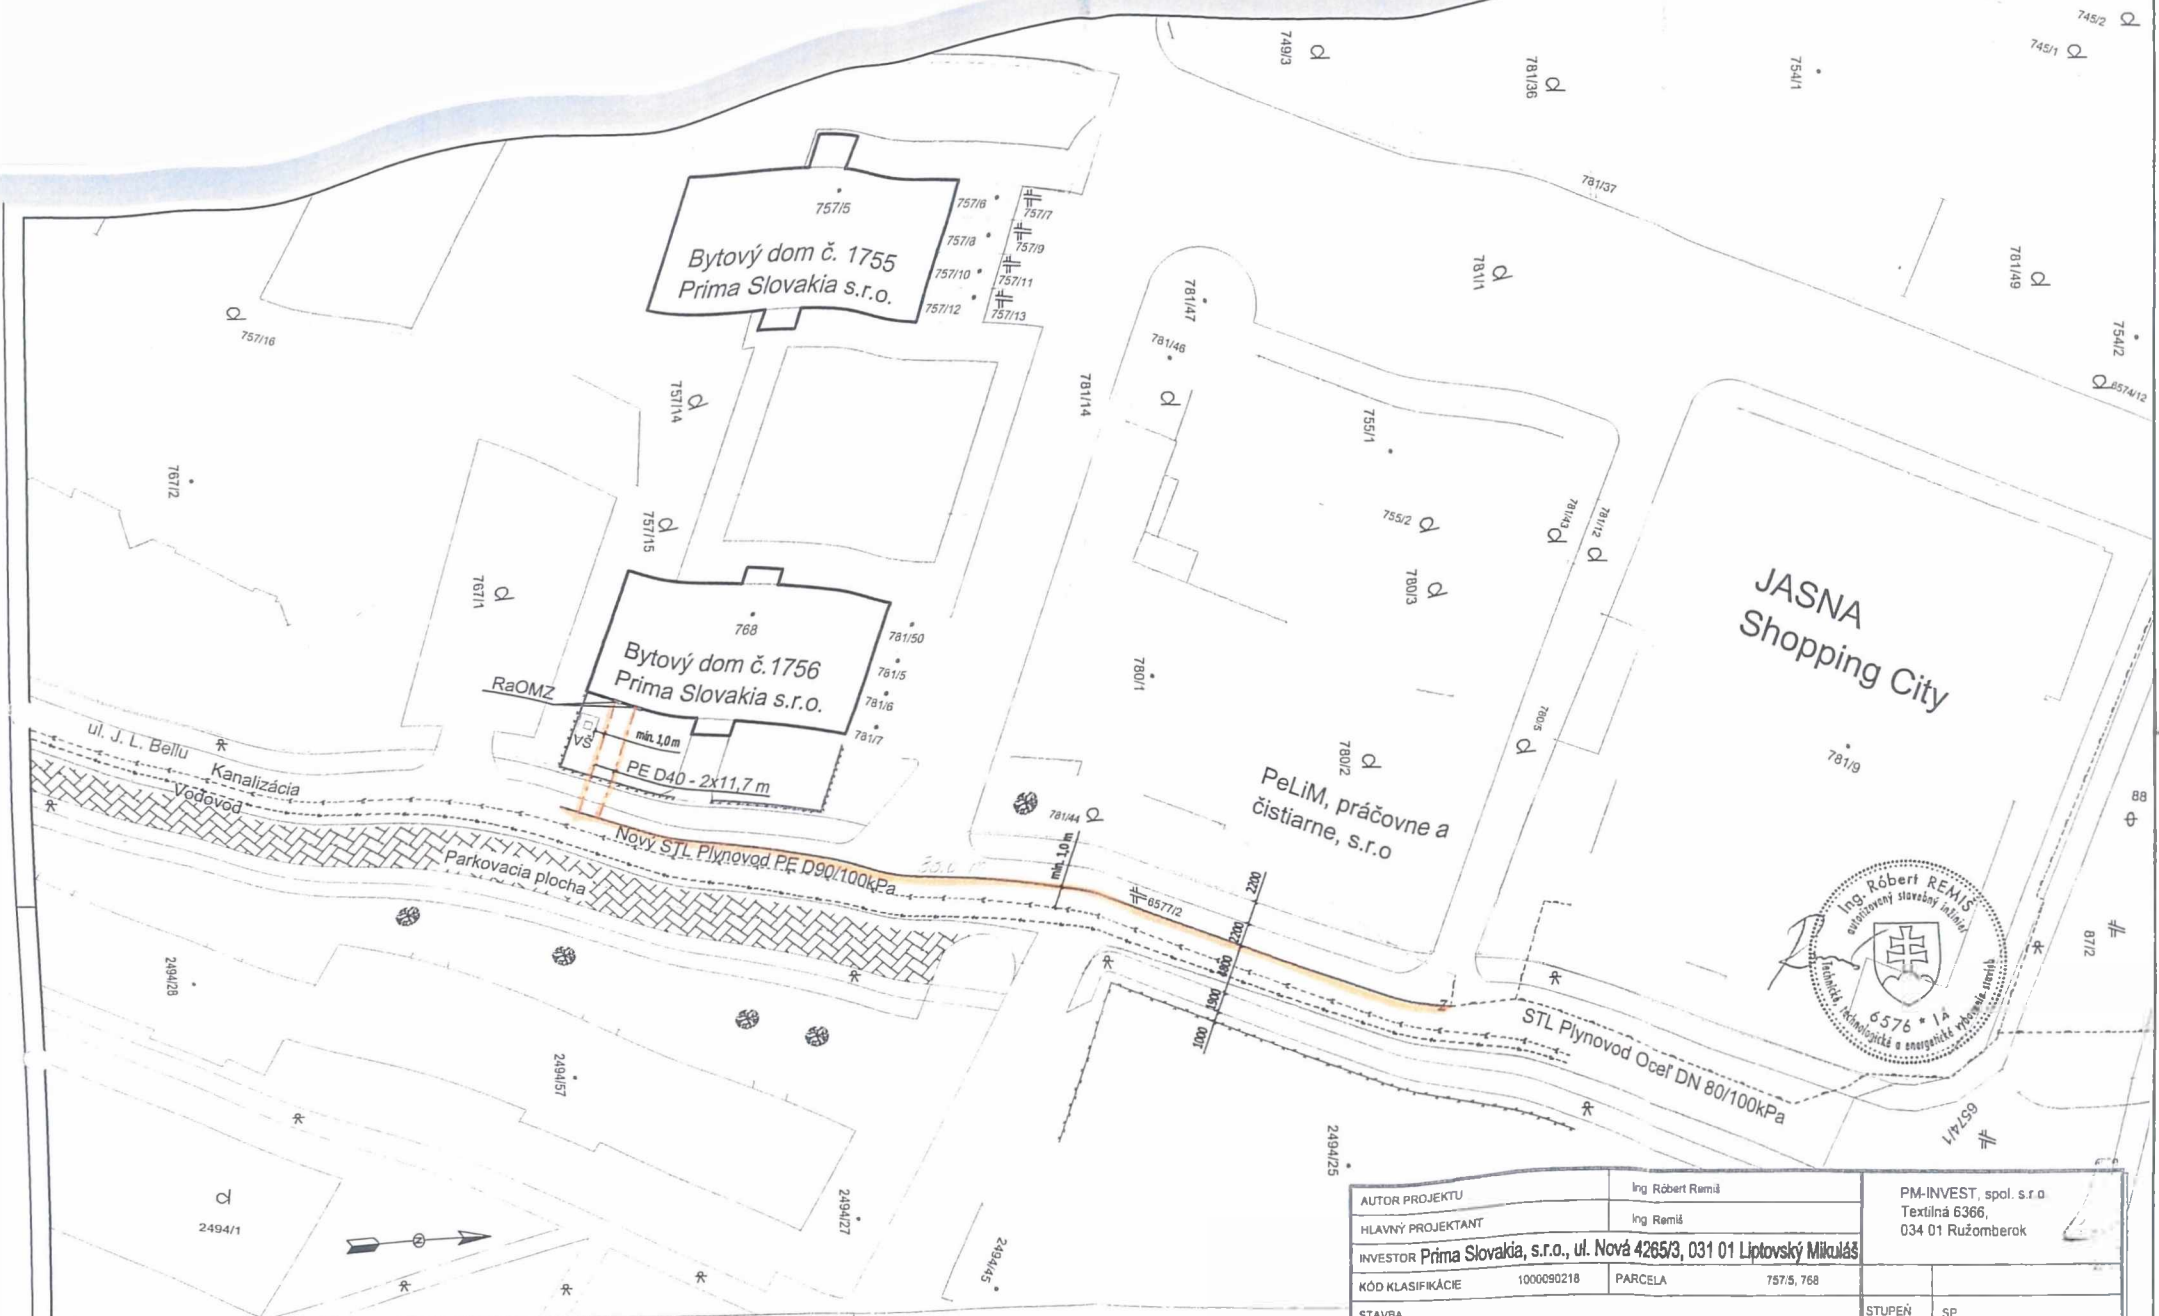 745/2
745/1
749/3
781/36
754/1
781/37
757/5
Bytový dom č. 1755
Prima Slovakia s.r.o.
757/6
757/7
757/8
757/9
757/10
757/11
757/12
757/13
781/47
781/46
781/1
781/49
754/2
6574/12
757/16
757/14
781/14
755/1
767/2
757/15
755/2
781/43
781/12
767/1
780/3
JASNA
Shopping City
768
Bytový dom č.1756
Prima Slovakia s.r.o.
781/50
781/5
781/6
781/7
RaOMZ
VŠ
min. 1,0 m
PE D40 - 2x11,7 m
780/1
780/5
780/2
781/9
PeLiM, práčovne a
čistiarne, s.r.o
88
ul. J. L. Bellu
Kanalizácia
Vodovod
Nový STL Plynovod PE D90/100kPa
Parkovacia plocha
781/44
min. 1,0 m
6577/2
2200
2200
1800
1900
1000
Z
STL Plynovod Oceľ DN 80/100kPa
Ing. Róbert REMIŠ
autorizovaný stavebný inžinier
6576 * IA
Technické, technologické a energetické vybavenie stavieb
87/2
6574/1
2494/28
2494/57
2494/25
2494/27
2494/45
2494/1
AUTOR PROJEKTU Ing Róbert Remiš
HLAVNÝ PROJEKTANT Ing Remiš
PM-INVEST, spol. s.r.o
Textilná 6366,
034 01 Ružomberok
INVESTOR Prima Slovakia, s.r.o., ul. Nová 4265/3, 031 01 Liptovský Mikuláš
KÓD KLASIFIKÁCIE 1000090218 PARCELA 757/5, 768
STAVBA
STUPEŇ SP